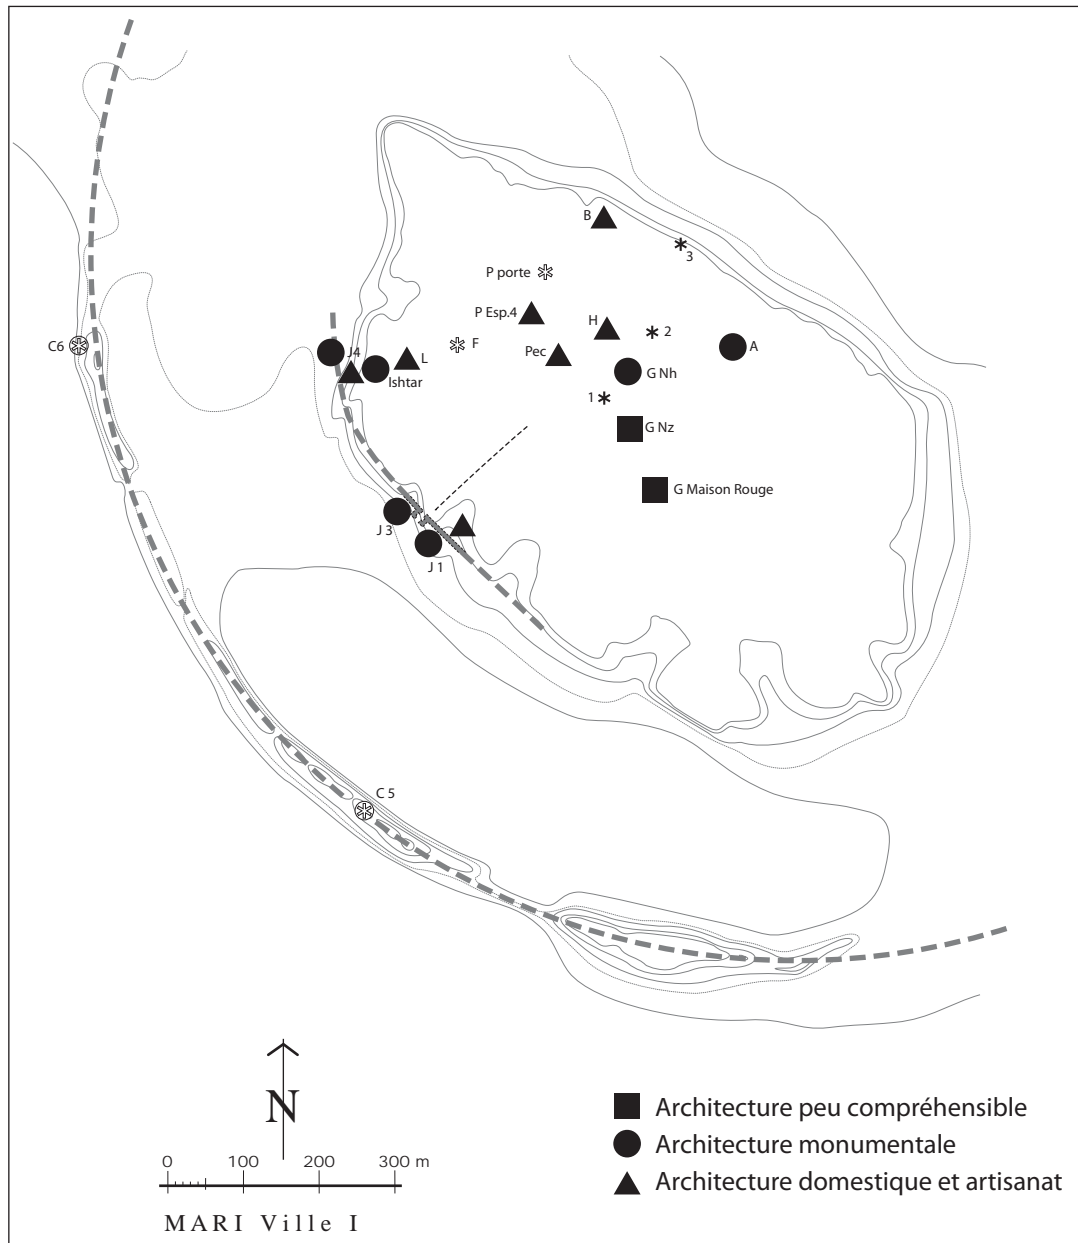 B
3
P porte
P Esp.4
H
2
A
F
Pec
C6
J4
L
Ishtar
G Nh
1
G Nz
G Maison Rouge
J 3
J 1
C 5
N
0 100 200 300 m
MARI Ville I
Architecture peu compréhensible
Architecture monumentale
Architecture domestique et artisanat